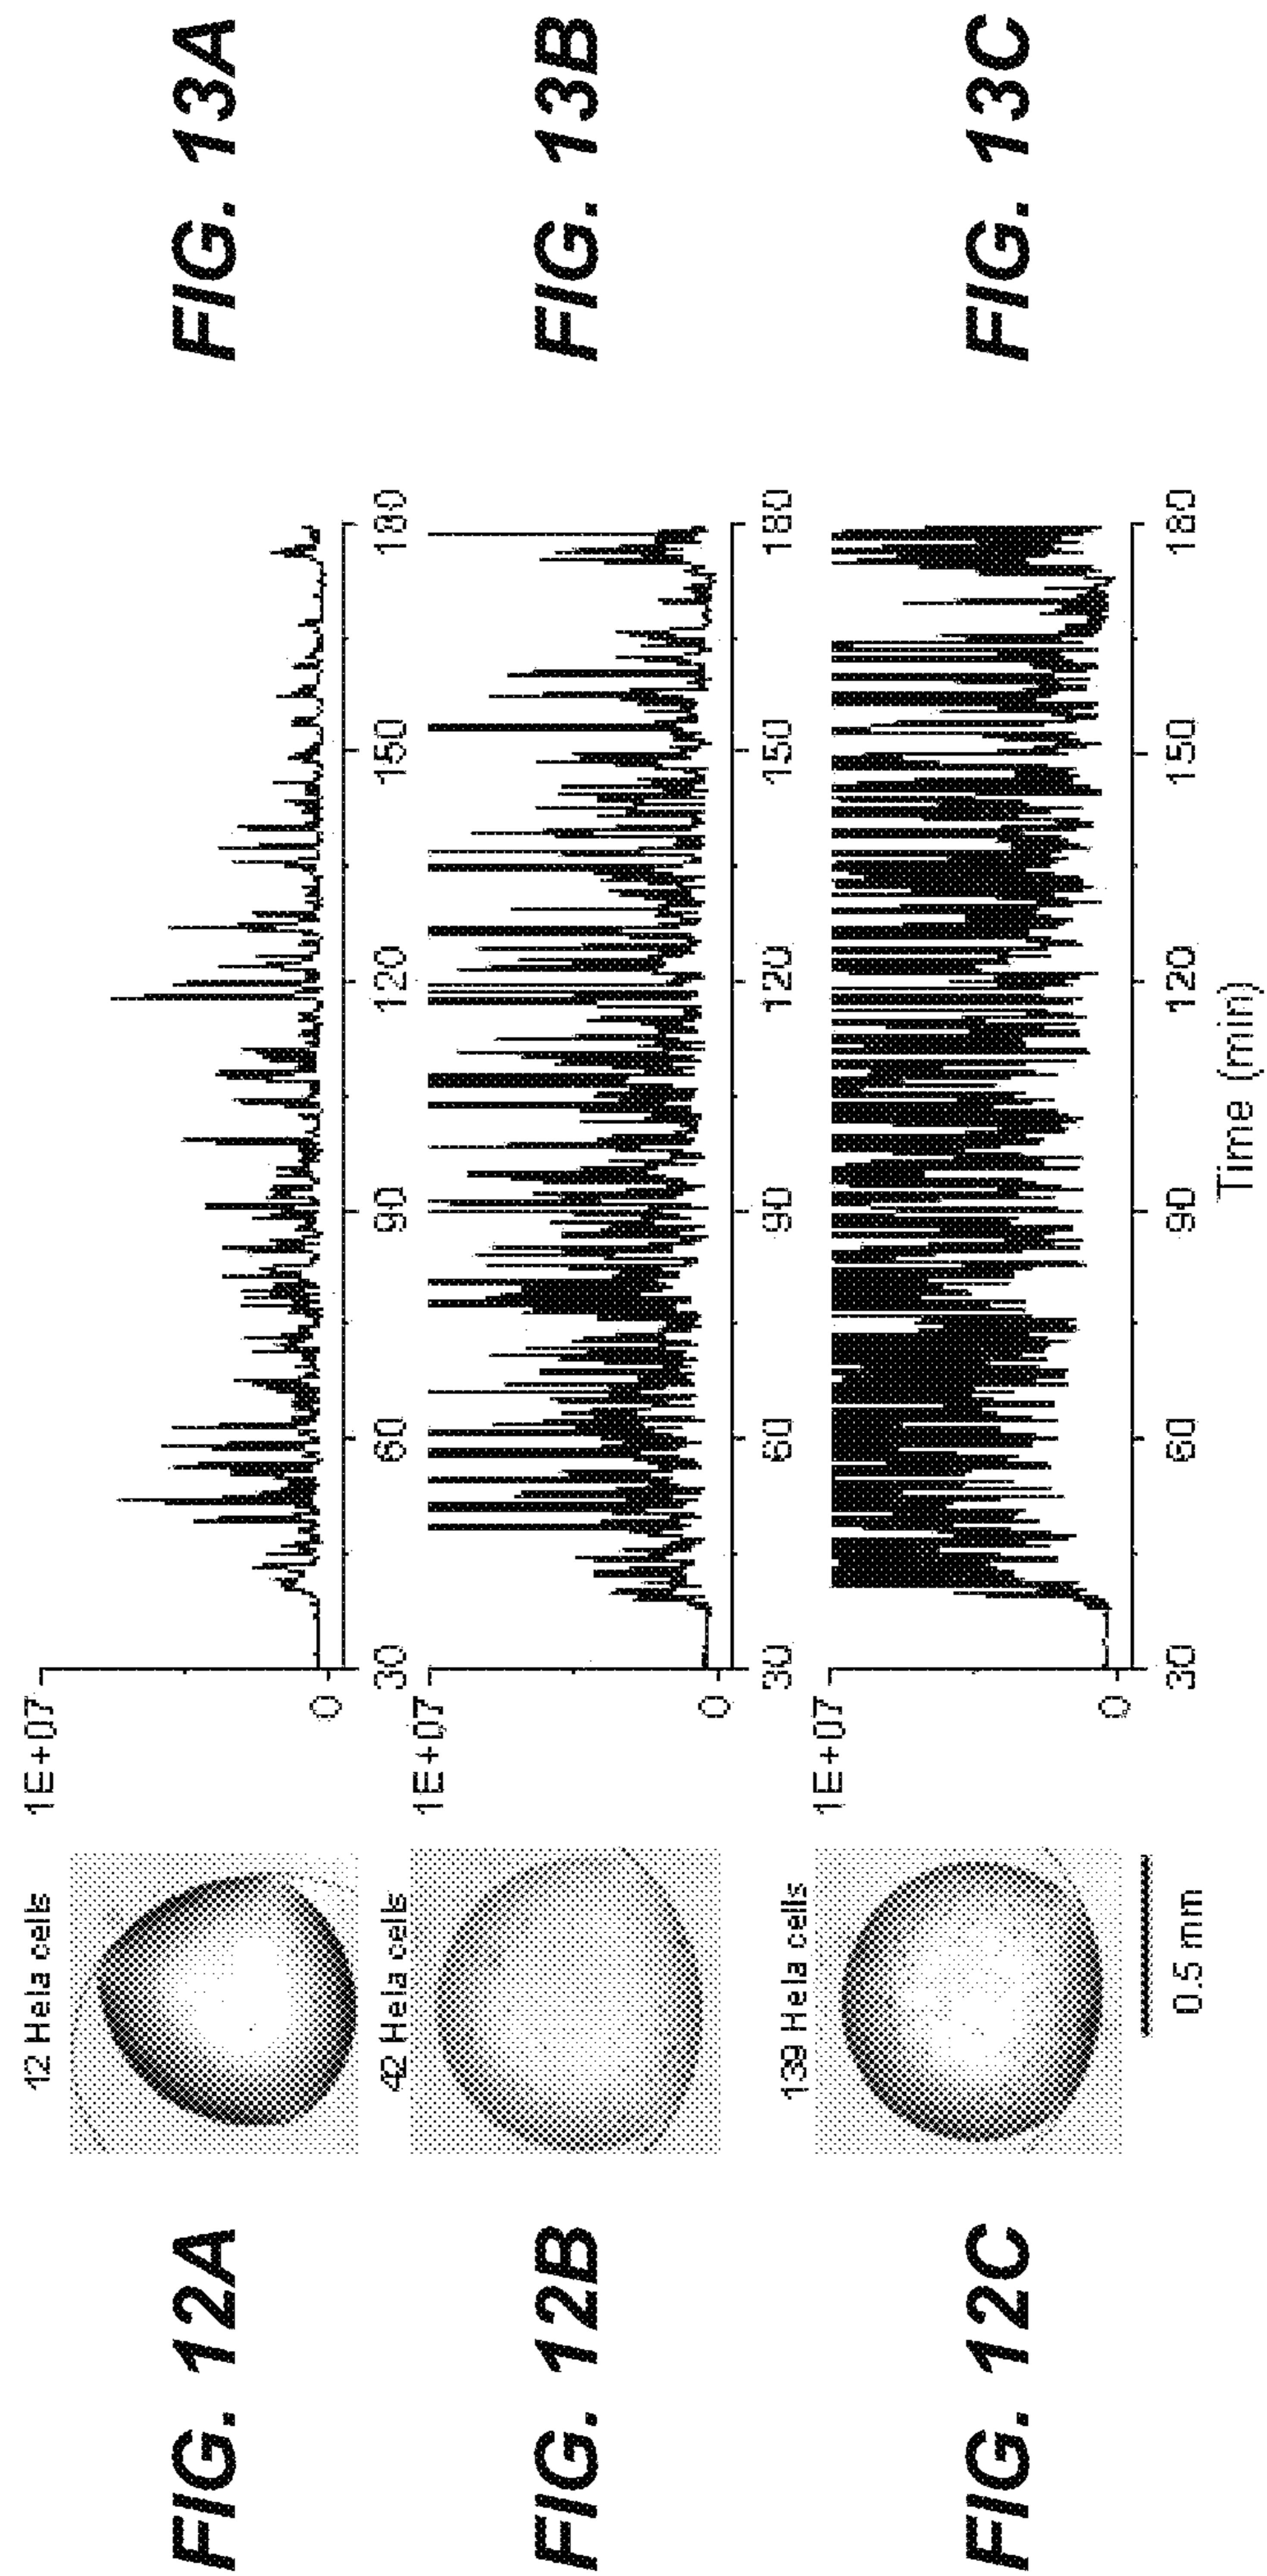 FIG. 12A
12 Hela cells
1E+07
0
30 60 90 120 150 180
FIG. 13A
FIG. 12B
42 Hela cells
1E+07
0
30 60 90 120 150 180
FIG. 13B
FIG. 12C
139 Hela cells
1E+07
0
30 60 90 120 150 180
Time (min)
0.5 mm
FIG. 13C